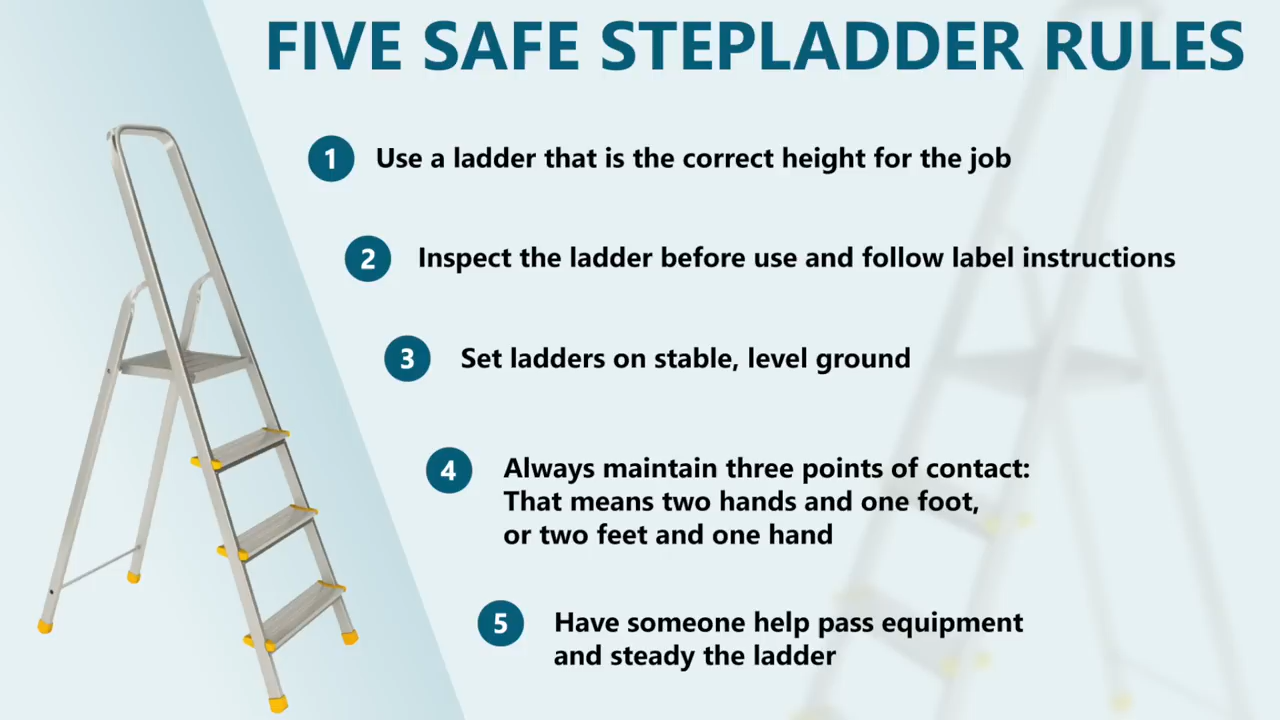 FIVE SAFE STEPLADDER RULES
1 Use a ladder that is the correct height for the job
2 Inspect the ladder before use and follow label instructions
3 Set ladders on stable, level ground
4 Always maintain three points of contact:
That means two hands and one foot,
or two feet and one hand
5 Have someone help pass equipment
and steady the ladder